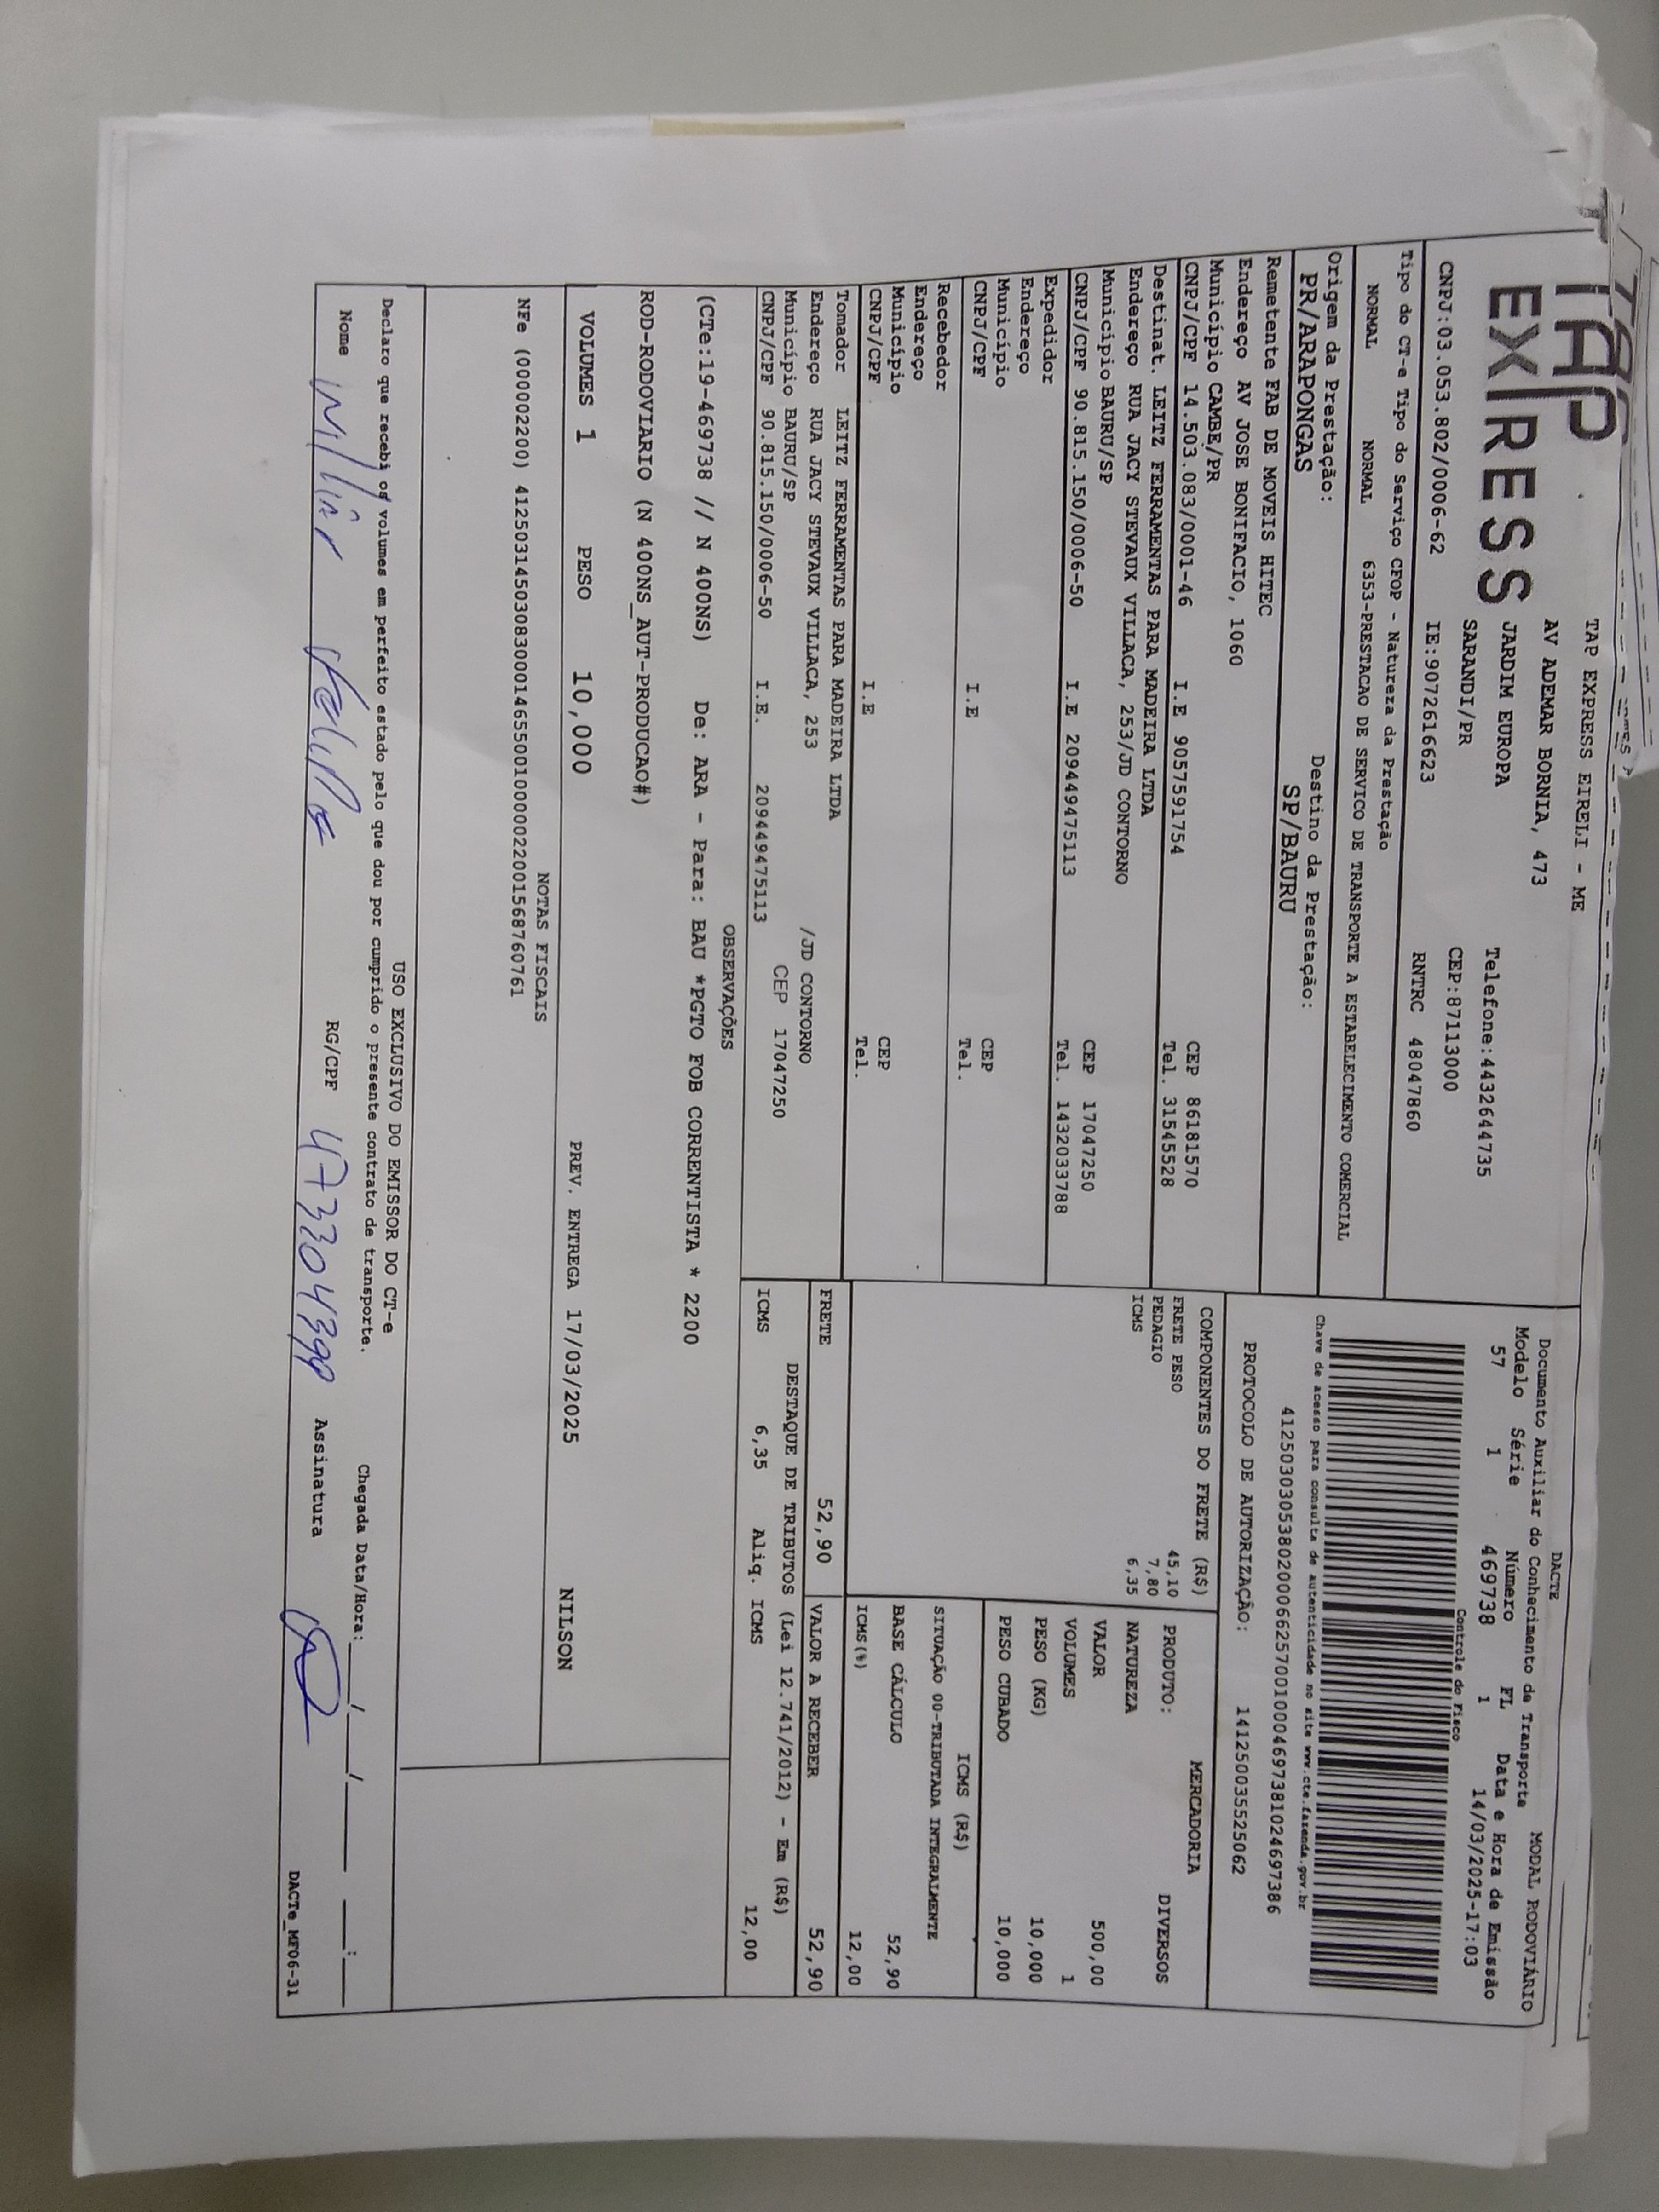 TAP
EXPRESS
TAP EXPRESS EIRELI - ME
AV ADEMAR BORNIA, 473
JARDIM EUROPA
Telefone:4432644735
SARANDI/PR
CEP:87113000
CNPJ:03.053.802/0006-62 IE:9072616623 RNTRC 48047860
Tipo do CT-e Tipo do Serviço CFOP - Natureza da Prestação
NORMAL NORMAL 6353-PRESTACAO DE SERVICO DE TRANSPORTE A ESTABELECIMENTO COMERCIAL
Origem da Prestação: Destino da Prestação:
PR/ARAPONGAS SP/BAURU
DACTE
MODAL RODOVIÁRIO
Documento Auxiliar do Conhecimento de Transporte
Modelo Série Número FL Data e Hora de Emissão
57 1 469738 1 14/03/2025-17:03
Controle do Fisco
Chave de acesso para consulta de autenticidade no site www.cte.fazenda.gov.br
41250303053802000662570010004697381024697386
PROTOCOLO DE AUTORIZAÇÃO: 141250035525062
Remetente FAB DE MOVEIS HITEC
Endereço AV JOSE BONIFACIO, 1060
Município CAMBE/PR CEP 86181570
CNPJ/CPF 14.503.083/0001-46 I.E 9057591754 Tel. 31545528
Destinat. LEITZ FERRAMENTAS PARA MADEIRA LTDA
Endereço RUA JACY STEVAUX VILLACA, 253/JD CONTORNO
Município BAURU/SP CEP 17047250
CNPJ/CPF 90.815.150/0006-50 I.E 209449475113 Tel. 1432033788
Expedidor
Endereço
Município CEP
CNPJ/CPF I.E Tel.
Recebedor
Endereço
Município CEP
CNPJ/CPF I.E Tel.
Tomador LEITZ FERRAMENTAS PARA MADEIRA LTDA
Endereço RUA JACY STEVAUX VILLACA, 253 /JD CONTORNO
Município BAURU/SP CEP 17047250
CNPJ/CPF 90.815.150/0006-50 I.E. 209449475113
COMPONENTES DO FRETE (R$)
FRETE PESO 45,10
PEDAGIO 7,80
ICMS 6,35
MERCADORIA
PRODUTO: DIVERSOS
NATUREZA
VALOR 500,00
VOLUMES 1
PESO (KG) 10,000
PESO CUBADO 10,000
ICMS (R$)
SITUAÇÃO 00-TRIBUTADA INTEGRALMENTE
BASE CÁLCULO 52,90
ICMS(%) 12,00
FRETE 52,90 VALOR A RECEBER 52,90
DESTAQUE DE TRIBUTOS (Lei 12.741/2012) - Em (R$)
ICMS 6,35 Aliq. ICMS 12,00
OBSERVAÇÕES
(CTe:19-469738 // N 400NS) De: ARA - Para: BAU *PGTO FOB CORRENTISTA * 2200
ROD-RODOVIARIO (N 400NS_AUT-PRODUCAO#)
VOLUMES 1 PESO 10,000 PREV. ENTREGA 17/03/2025 NILSON
NOTAS FISCAIS
NFe (000002200) 41250314503083000146550010000022001568760761
USO EXCLUSIVO DO EMISSOR DO CT-e
Declaro que recebi os volumes em perfeito estado pelo que dou por cumprido o presente contrato de transporte. Chegada Data/Hora:___/___/___ __:__
Nome RG/CPF Assinatura
DACTe_MF06-31